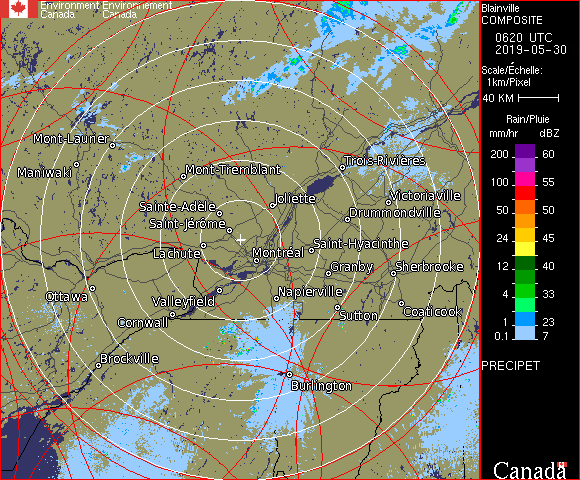 Environment Environnement
Canada Canada
Blainville
COMPOSITE
0620 UTC
2019-05-30
Scale/Échelle:
1km/Pixel
40 KM
Rain/Pluie
mm/hr dBZ
200 60
100 55
50 50
24 45
12 40
4 33
1 23
0.1 7
PRECIPET
Canada
Mont-Laurier
Maniwaki
Mont-Tremblant
Trois-Rivières
Joliette
Victoriaville
Sainte-Adèle
Drummondville
Saint-Jérôme
Saint-Hyacinthe
Lachute
Montréal
Granby
Sherbrooke
Ottawa
Valleyfield
Napierville
Cornwall
Sutton
Coaticook
Brockville
Burlington